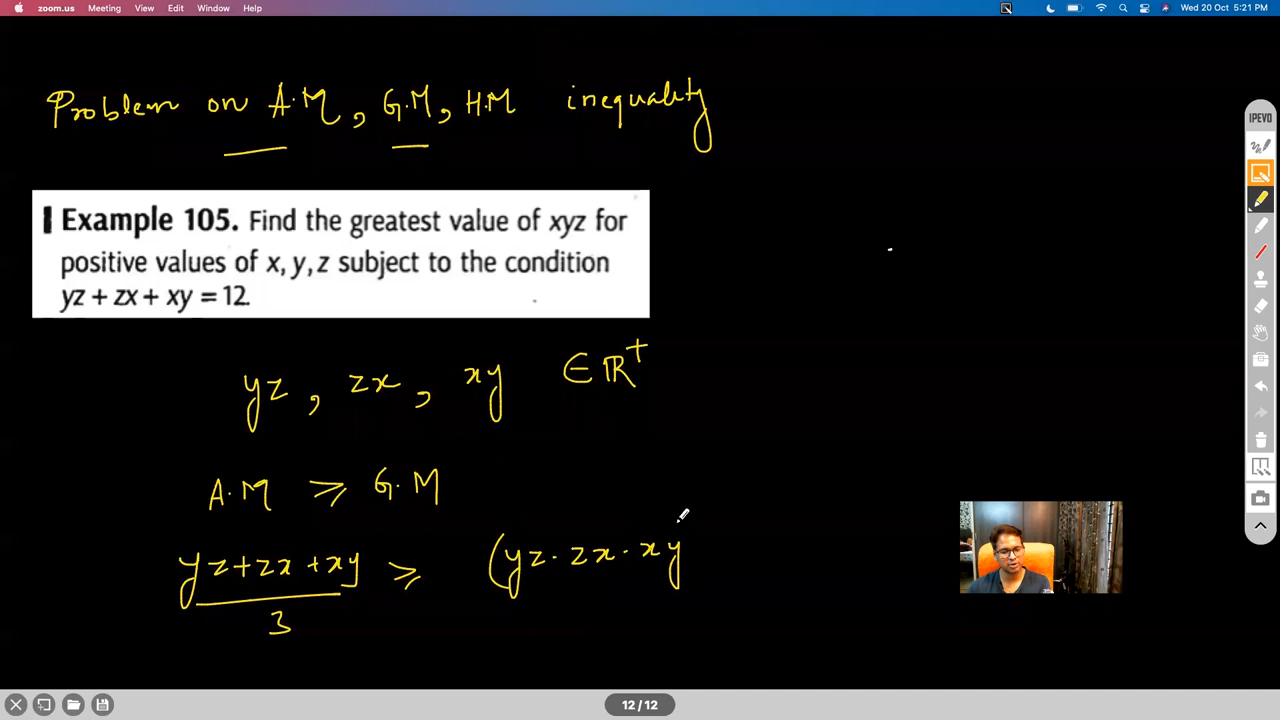 zoom.us Meeting View Edit Window Help Wed 20 Oct 5:21 PM
Problem on A.M, G.M, H.M inequality
IPEVO
Example 105. Find the greatest value of xyz for
positive values of x, y, z subject to the condition
yz + zx + xy = 12.
yz , zx , xy ∈ ℝ⁺
A.M ⩾ G.M
yz+zx+xy ⩾ (yz·zx·xy
3
12 / 12